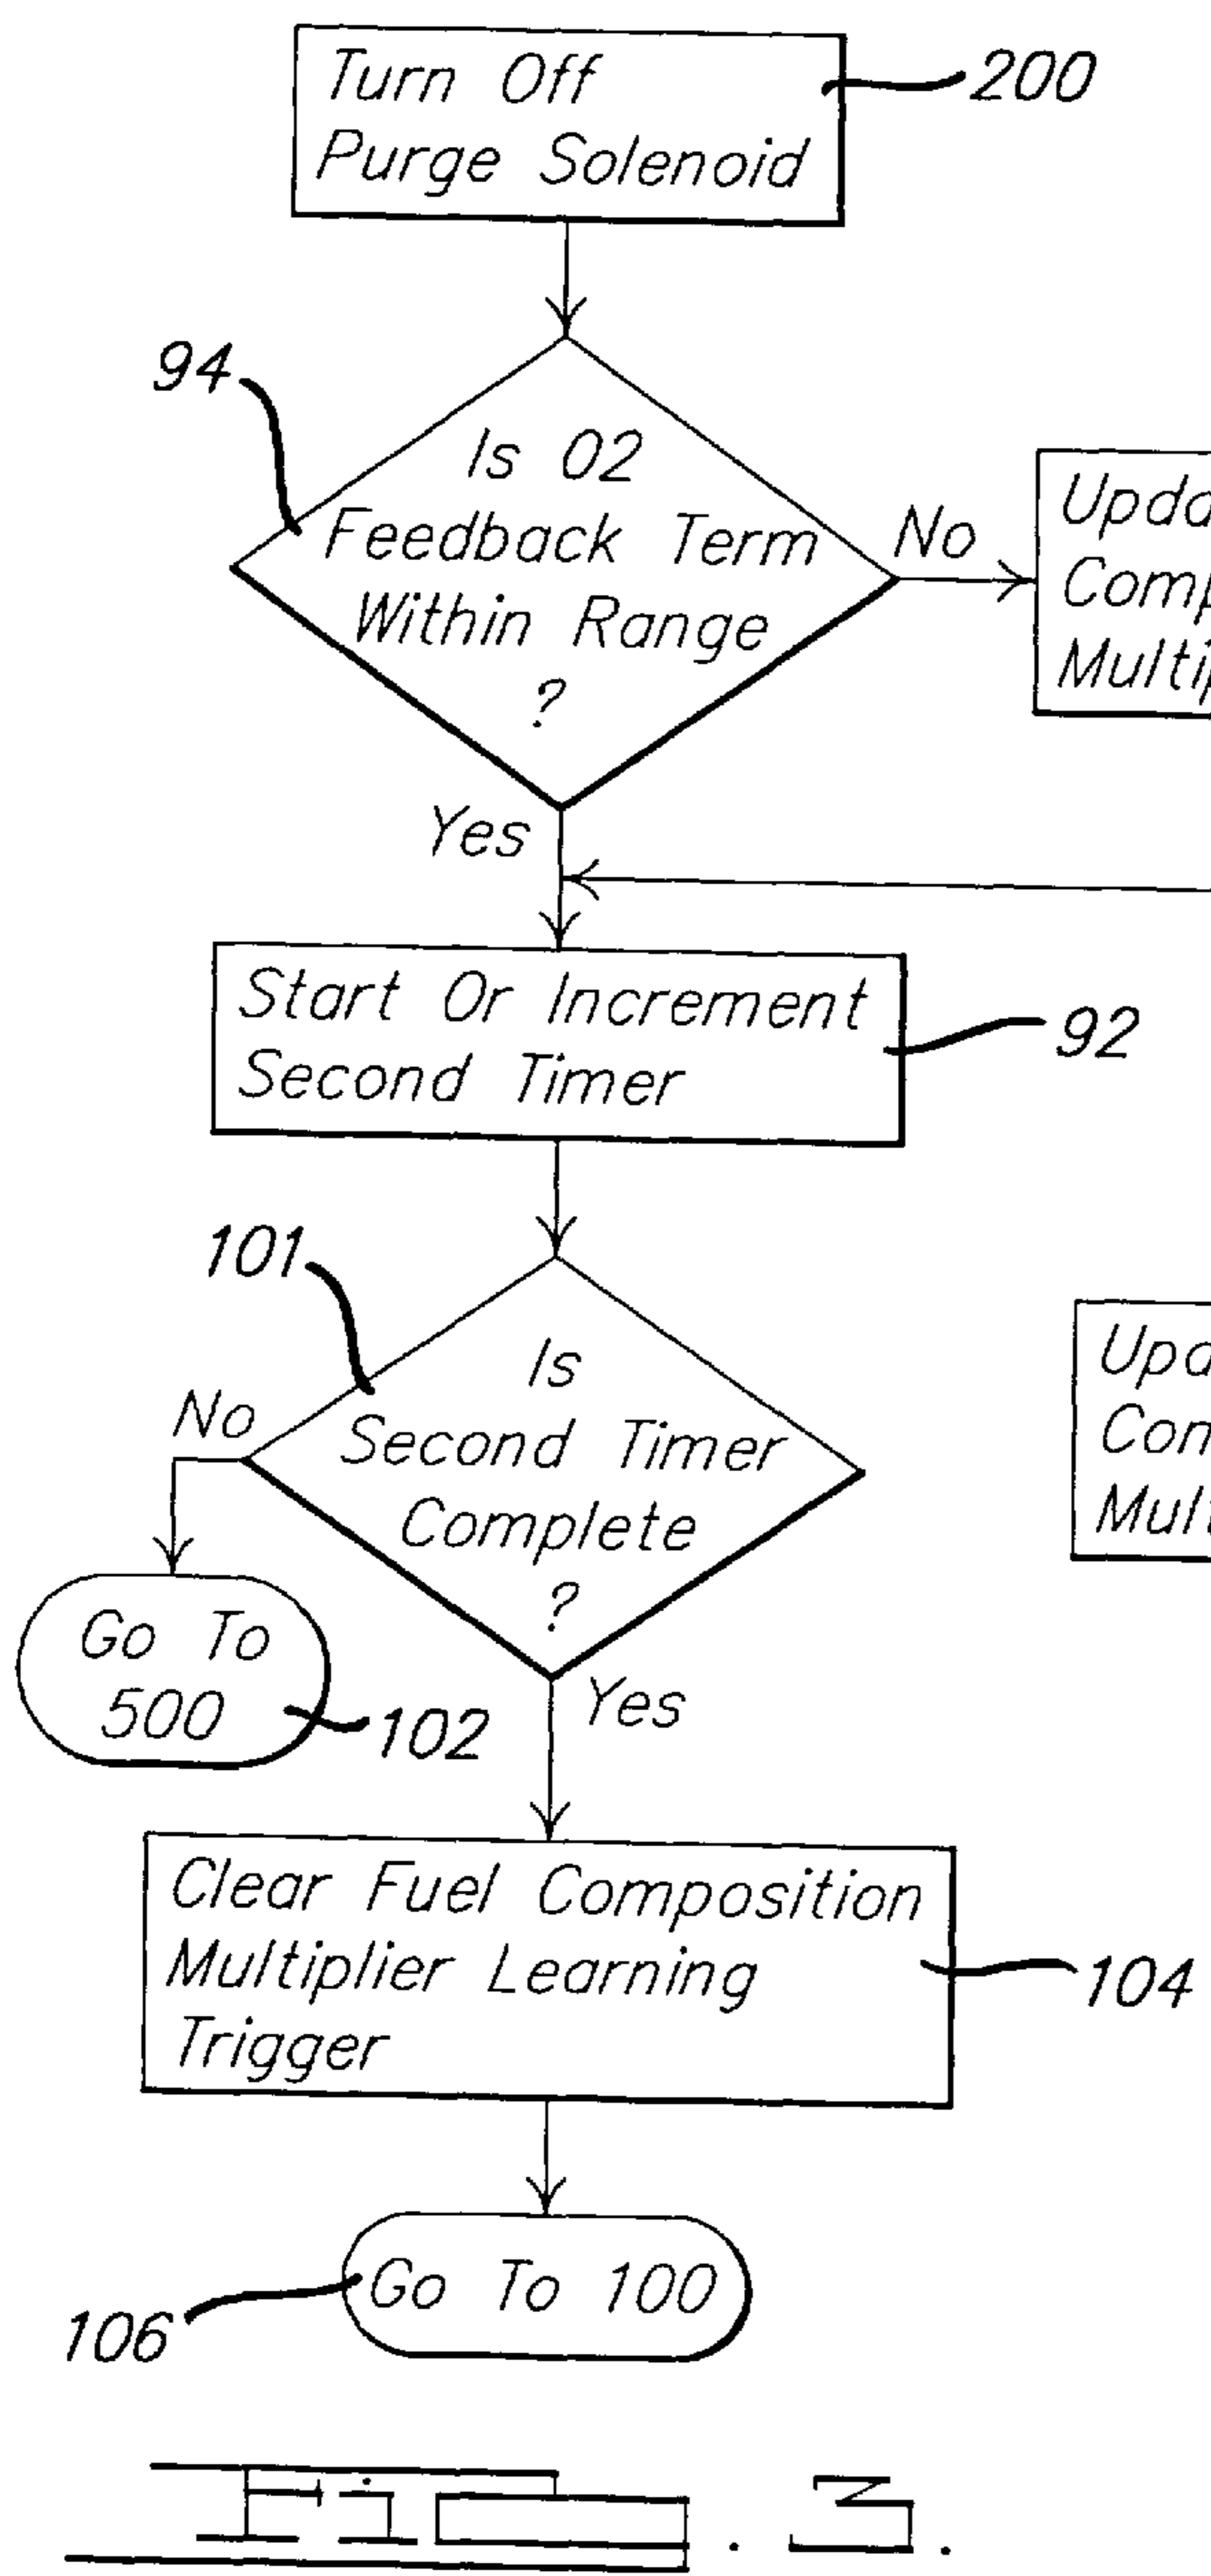 Turn Off
Purge Solenoid
200
94
Is 02
Feedback Term
Within Range
?
No
Yes
Start Or Increment
Second Timer
92
101
Is
Second Timer
Complete
?
No
Go To
500
102
Yes
Clear Fuel Composition
Multiplier Learning
Trigger
104
Go To 100
106
Fig. 3.